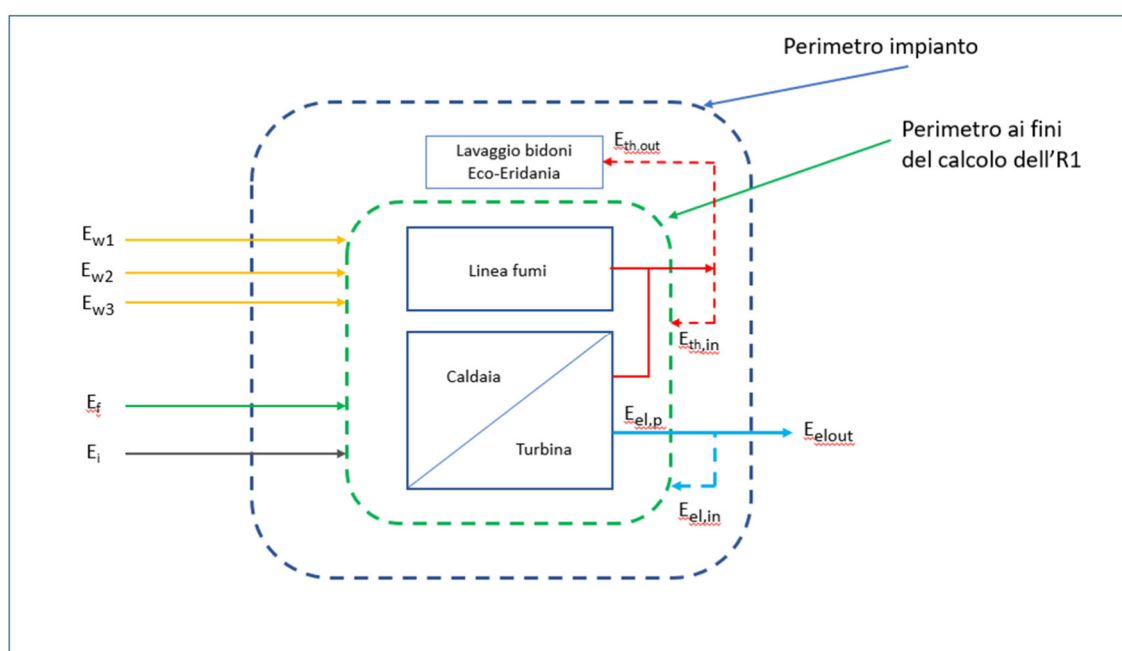 Perimetro impianto
Perimetro ai fini
del calcolo dell'R1
Eth,out
Lavaggio bidoni
Eco-Eridania
Ew1
Ew2
Ew3
Linea fumi
Eth,in
Caldaia
Ef
Eel,p
Eelout
Turbina
Ei
Eel,in